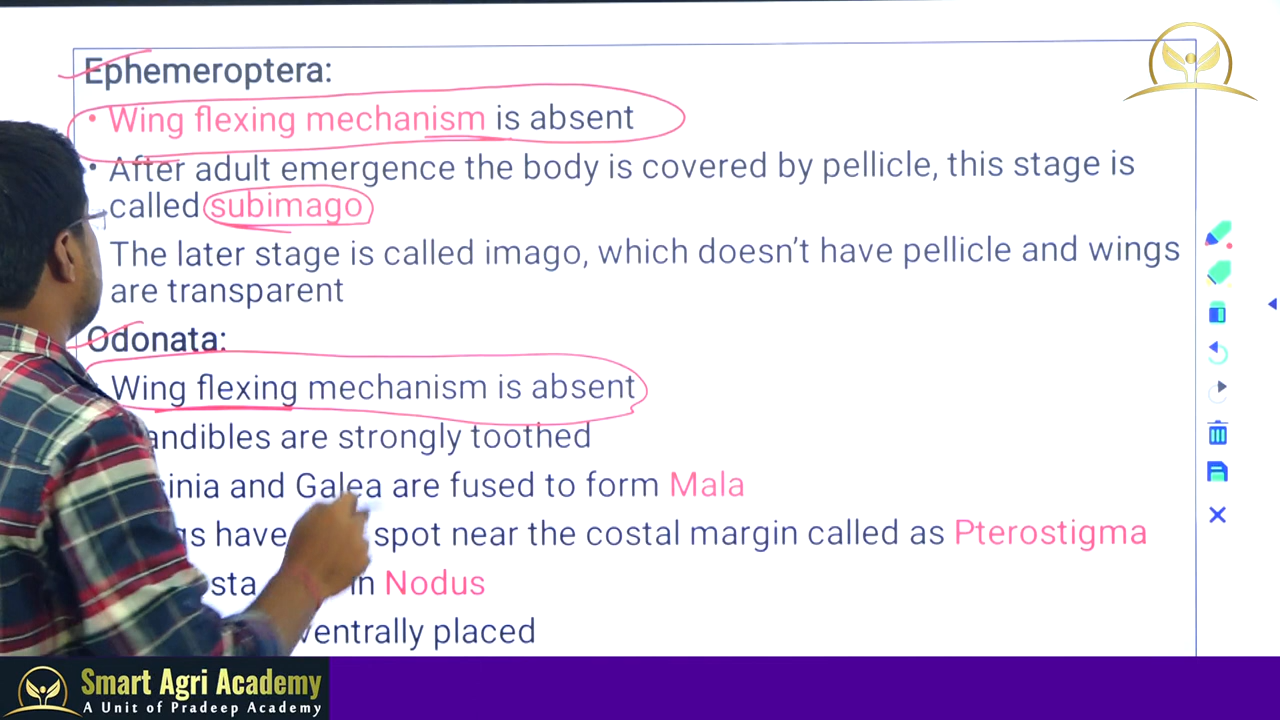 Ephemeroptera:
• Wing flexing mechanism is absent
• After adult emergence the body is covered by pellicle, this stage is
called subimago
The later stage is called imago, which doesn't have pellicle and wings
are transparent
Odonata:
Wing flexing mechanism is absent
are strongly toothed
and Galea are fused to form Mala
have spot near the costal margin called as Pterostigma
in Nodus
ventrally placed
Smart Agri Academy
A Unit of Pradeep Academy